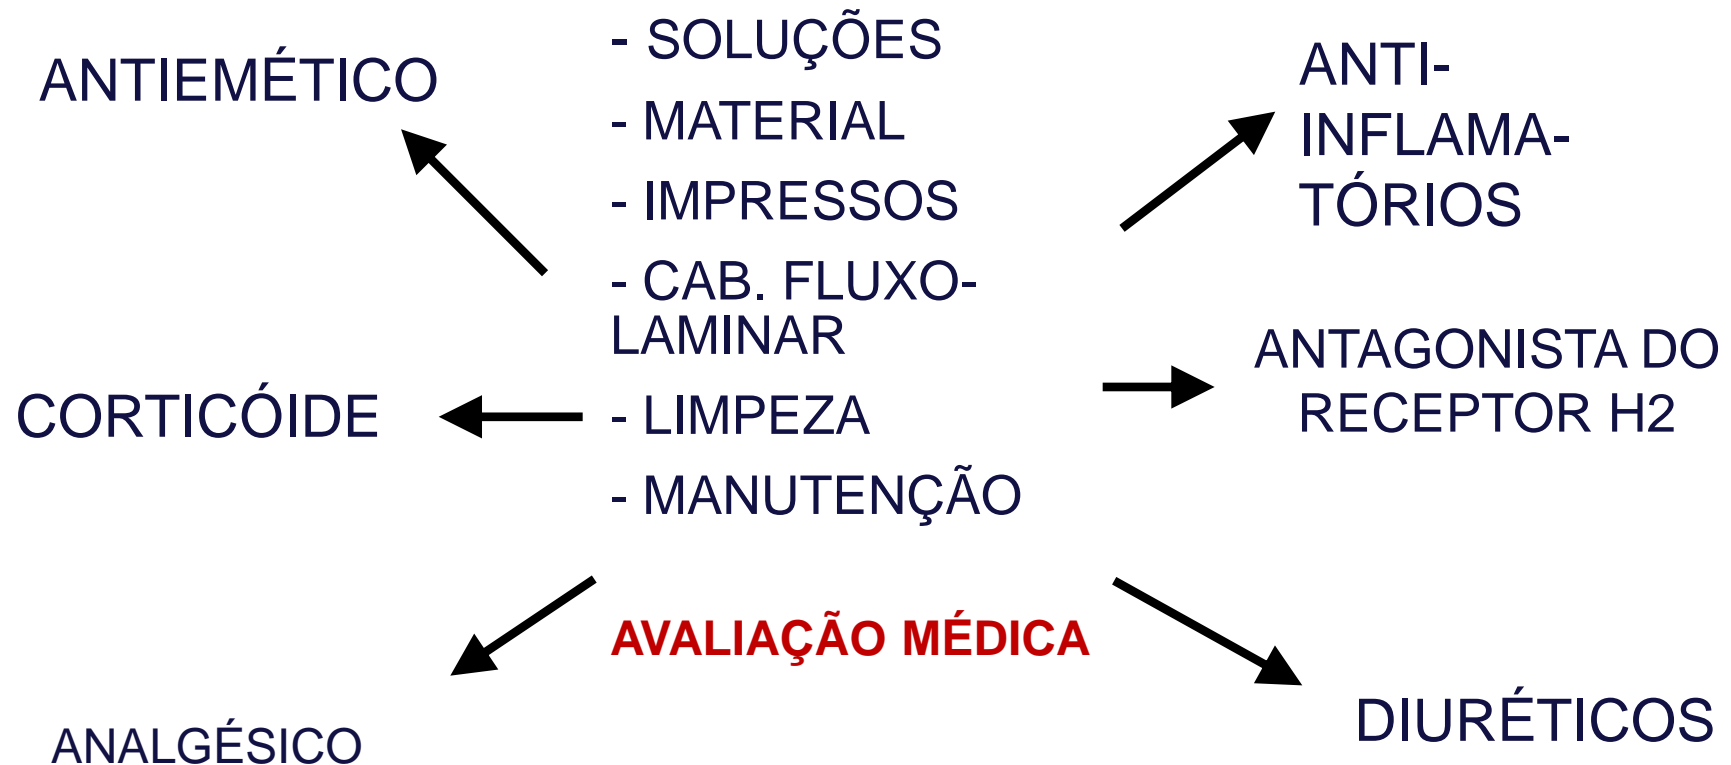 ANTIEMÉTICO
CORTICÓIDE
ANALGÉSICO
- SOLUÇÕES
- MATERIAL
- IMPRESSOS
- CAB. FLUXO-
LAMINAR
- LIMPEZA
- MANUTENÇÃO
AVALIAÇÃO MÉDICA
ANTI-
INFLAMA-
TÓRIOS
ANTAGONISTA DO
RECEPTOR H2
DIURÉTICOS